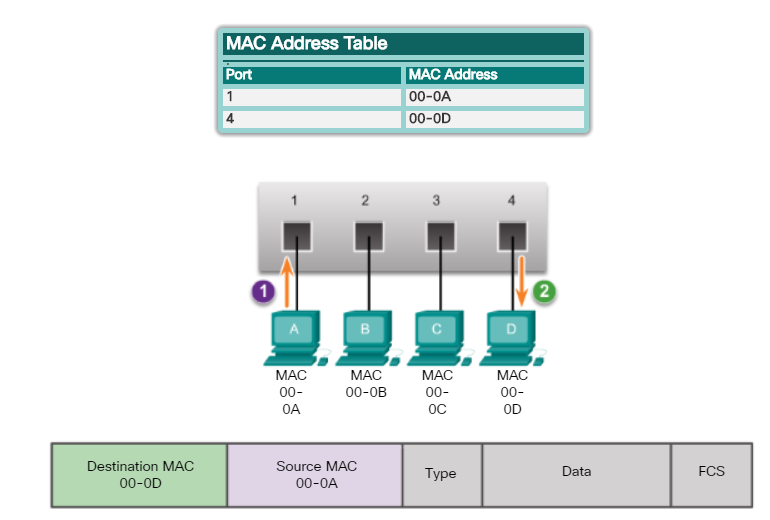 MAC Address Table
Port MAC Address
1 00-0A
4 00-0D
1 2 3 4
1 2
A B C D
MAC MAC MAC MAC
00- 00-0B 00- 00-
0A 0C 0D
Destination MAC Source MAC Type Data FCS
00-0D 00-0A